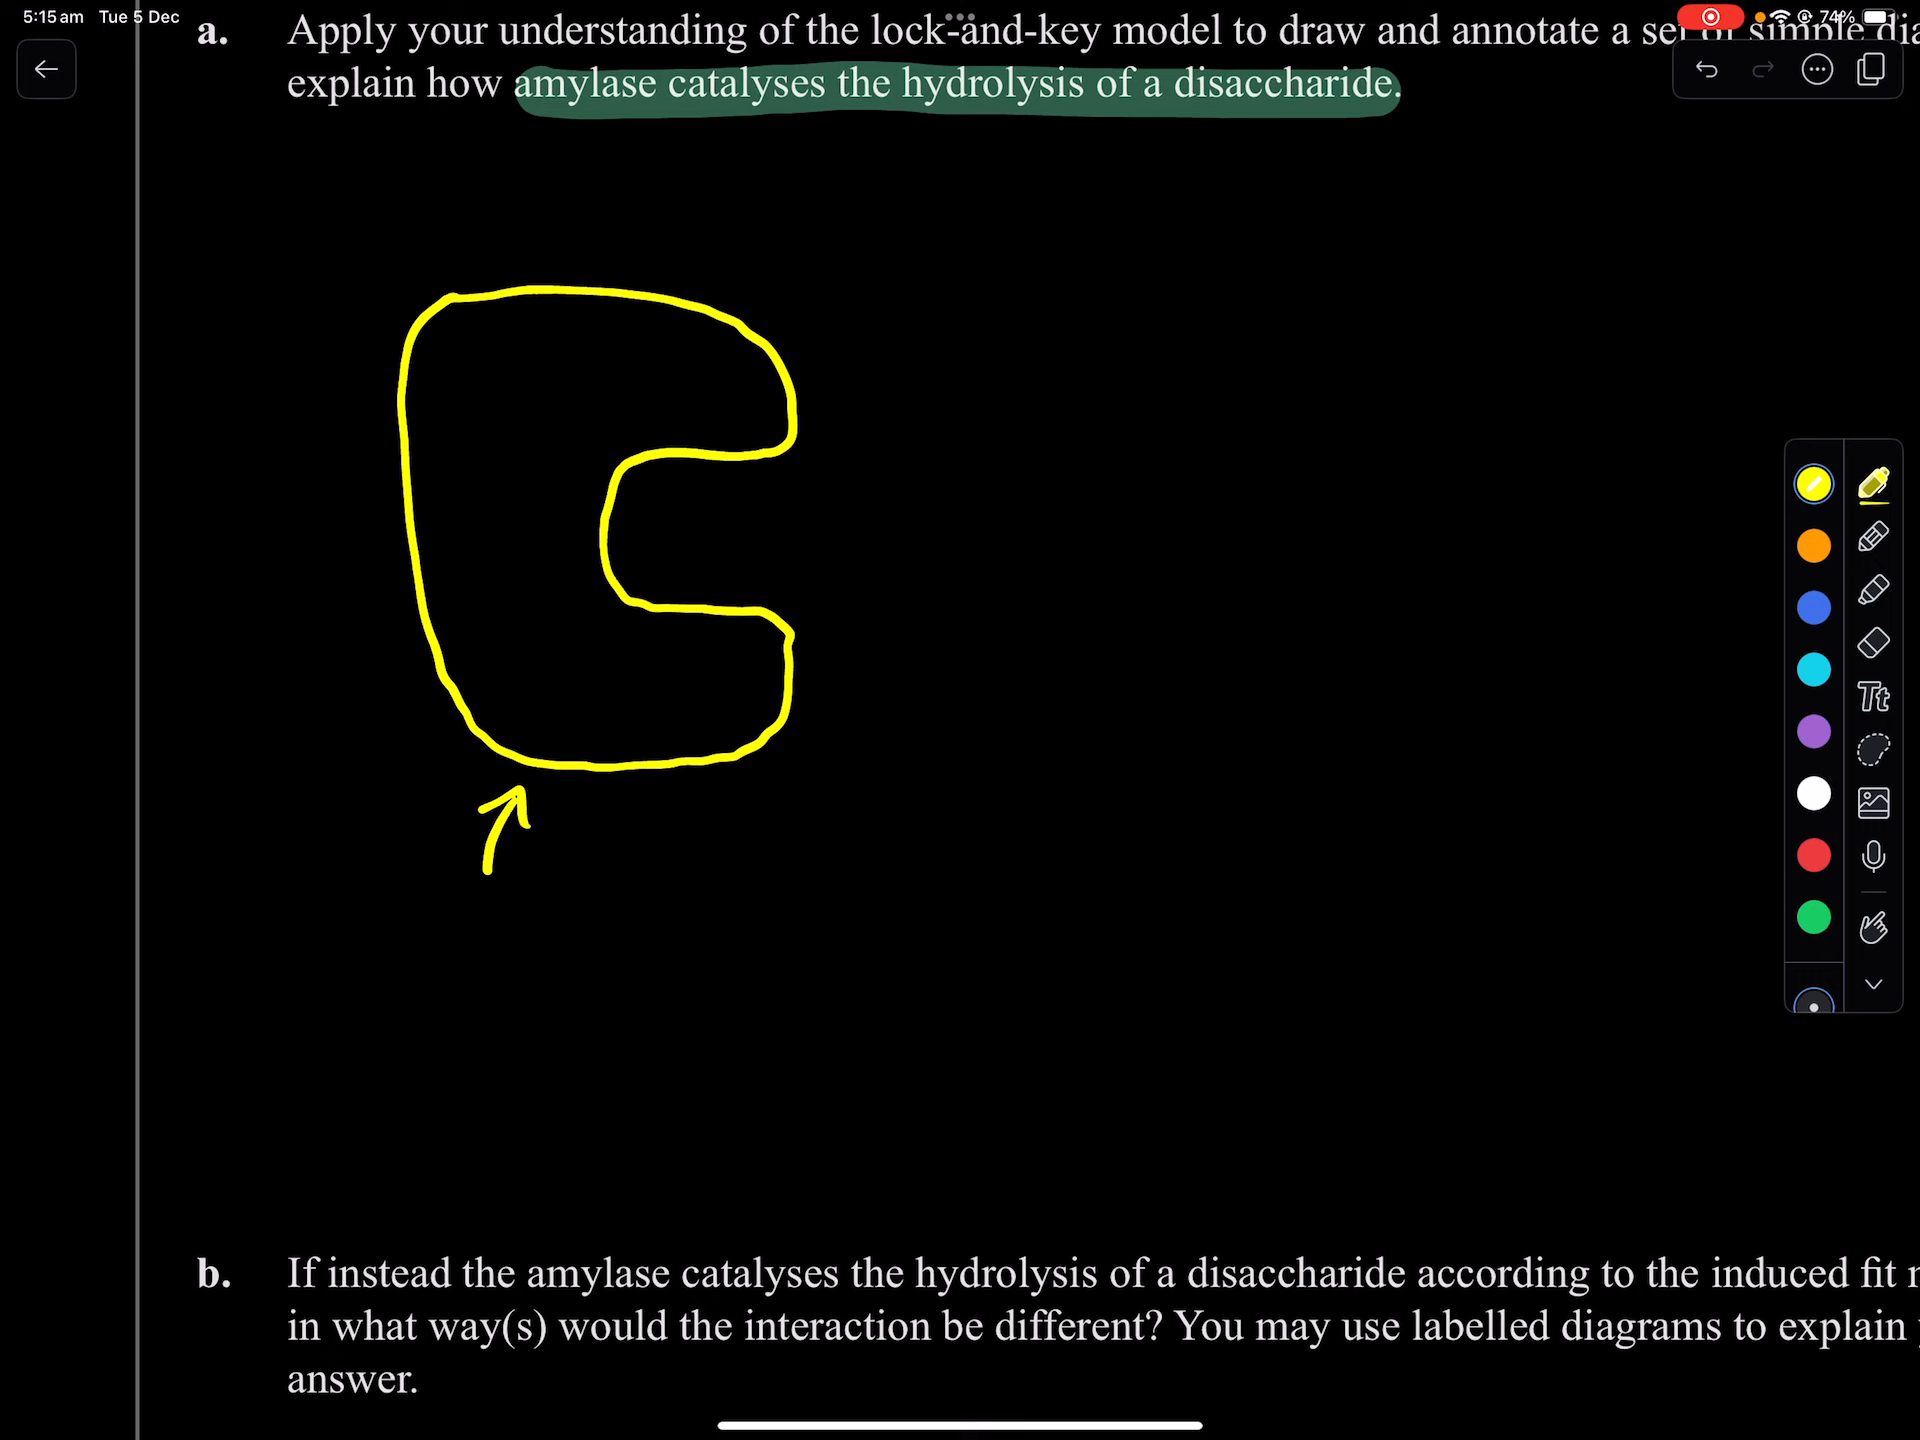 5:15 am Tue 5 Dec
74%
a. Apply your understanding of the lock-and-key model to draw and annotate a set of simple dia
explain how amylase catalyses the hydrolysis of a disaccharide.
Tt
b. If instead the amylase catalyses the hydrolysis of a disaccharide according to the induced fit
in what way(s) would the interaction be different? You may use labelled diagrams to explain
answer.